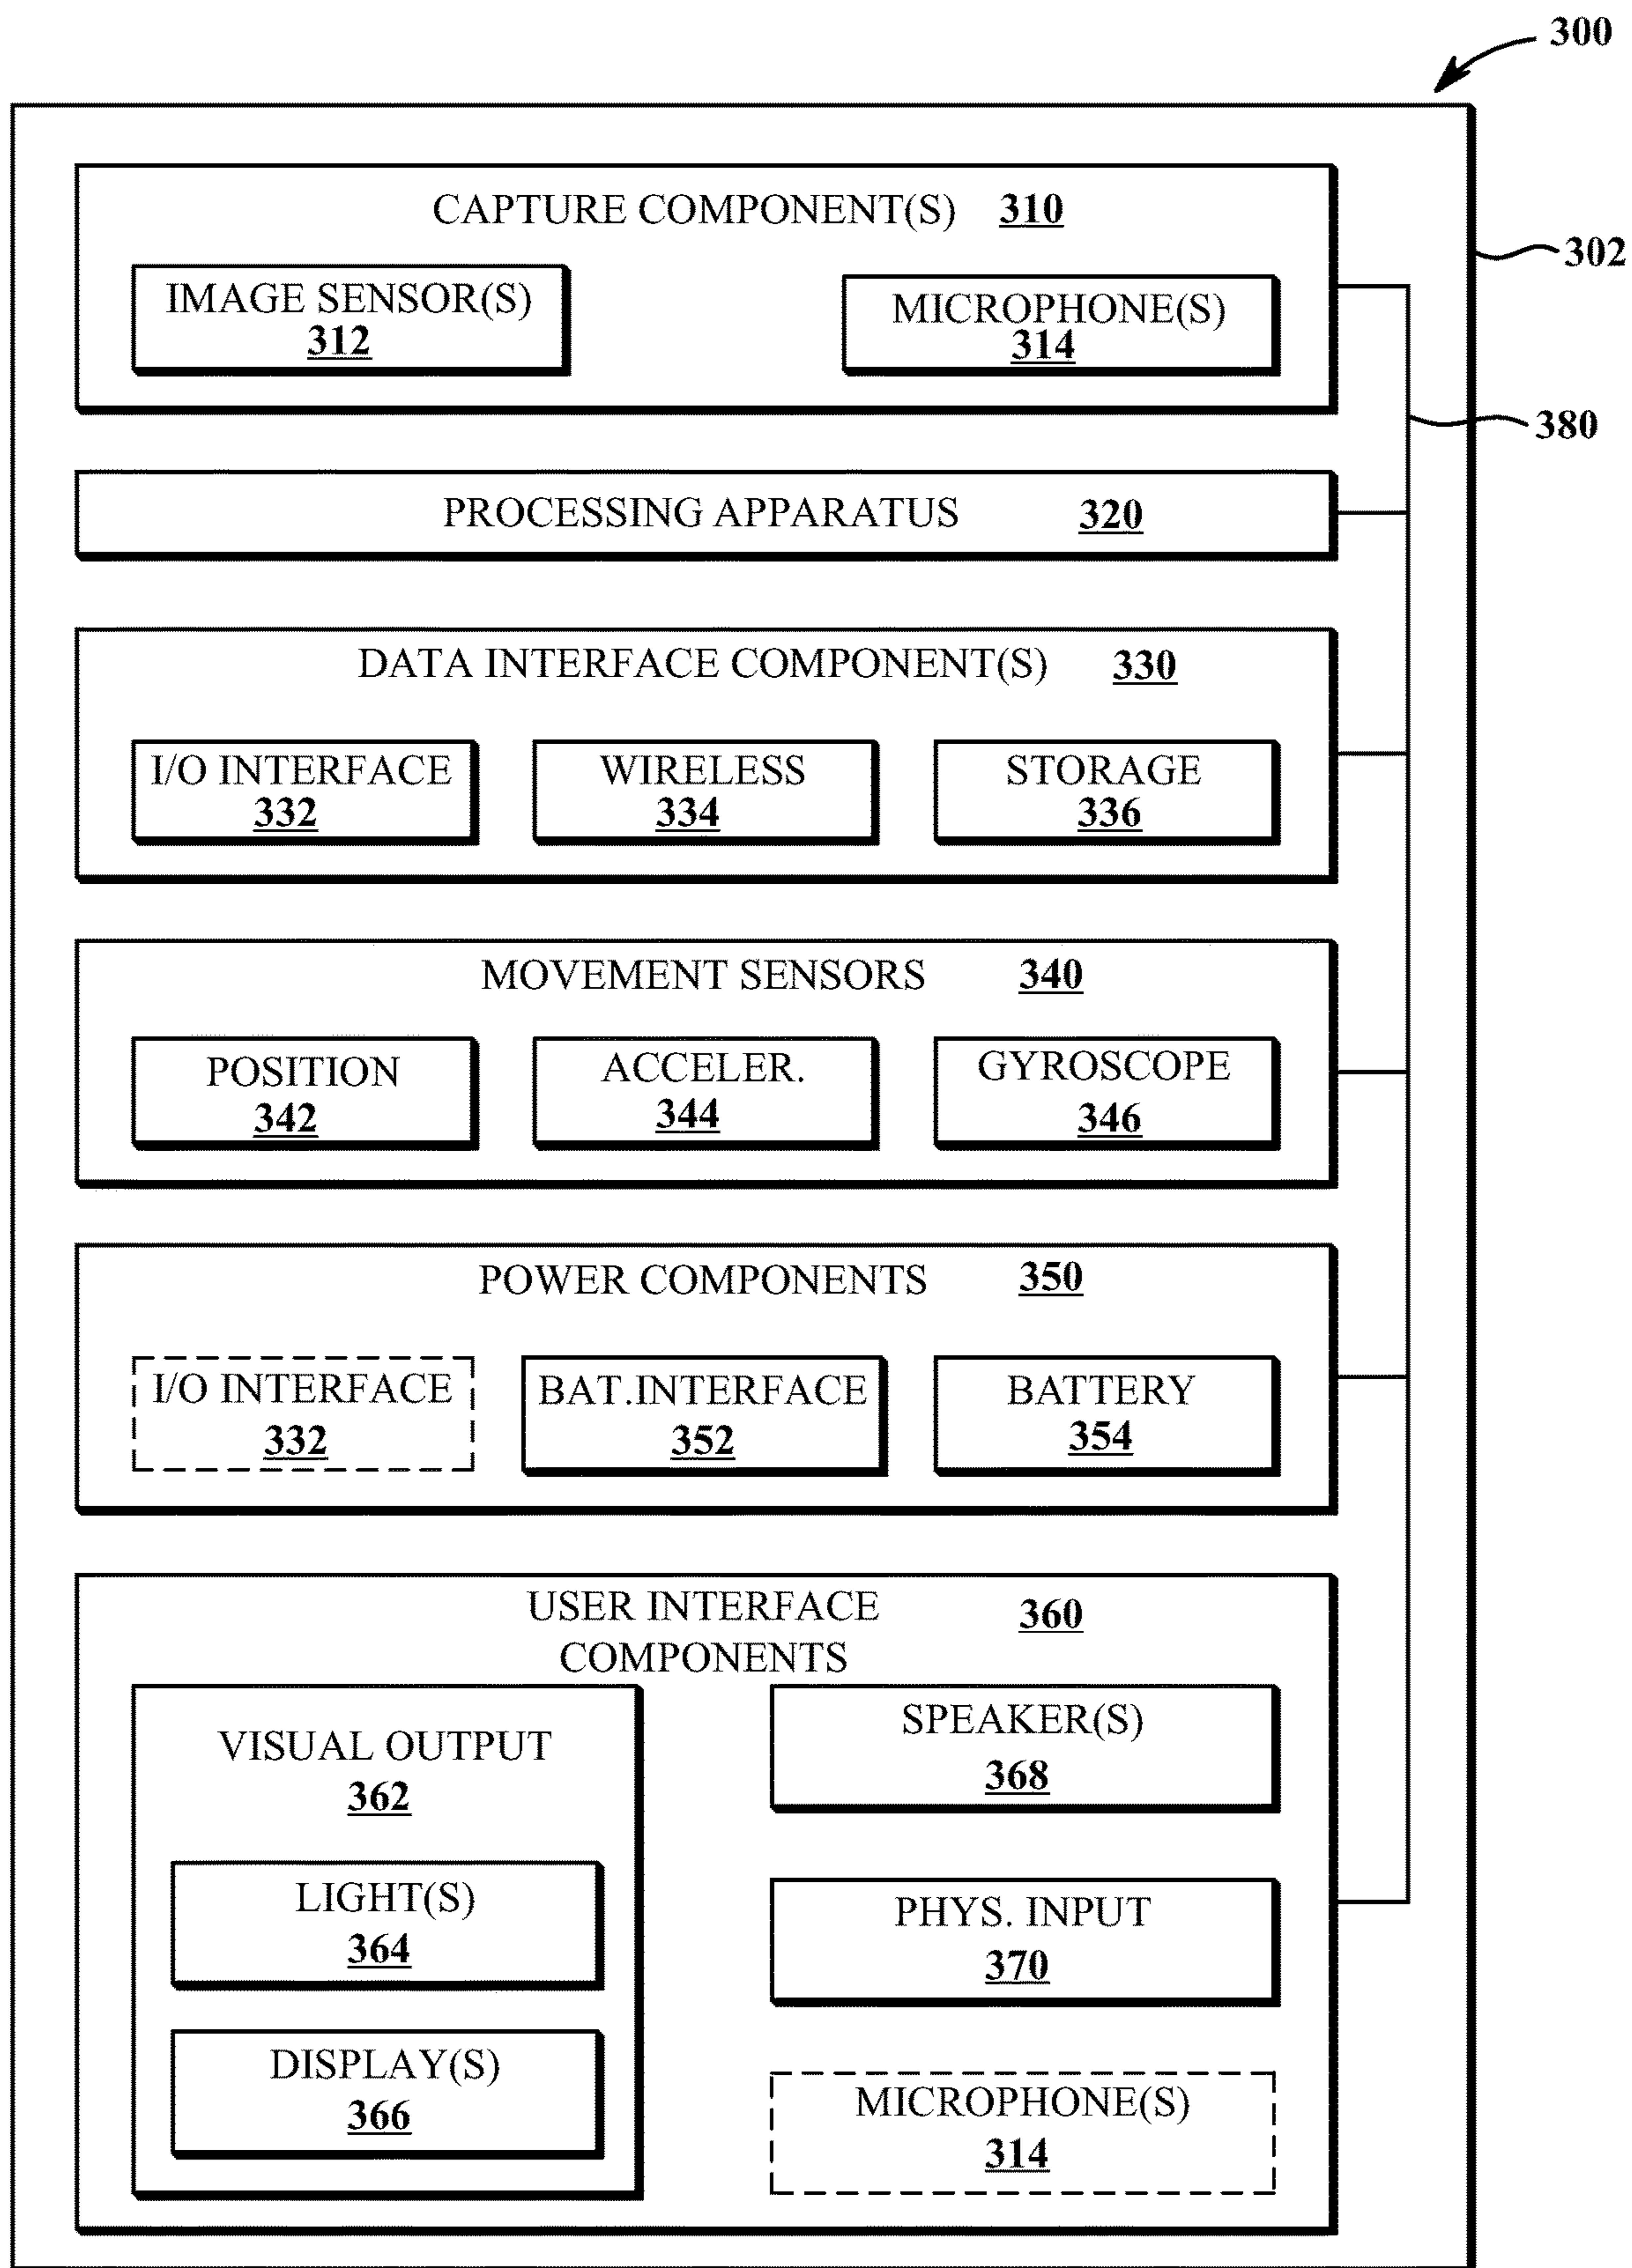 300
CAPTURE COMPONENT(S) 310
302
IMAGE SENSOR(S)
312
MICROPHONE(S)
314
380
PROCESSING APPARATUS 320
DATA INTERFACE COMPONENT(S) 330
I/O INTERFACE
332
WIRELESS
334
STORAGE
336
MOVEMENT SENSORS 340
POSITION
342
ACCELER.
344
GYROSCOPE
346
POWER COMPONENTS 350
I/O INTERFACE
332
BAT.INTERFACE
352
BATTERY
354
USER INTERFACE 360
COMPONENTS
VISUAL OUTPUT
362
LIGHT(S)
364
DISPLAY(S)
366
SPEAKER(S)
368
PHYS. INPUT
370
MICROPHONE(S)
314